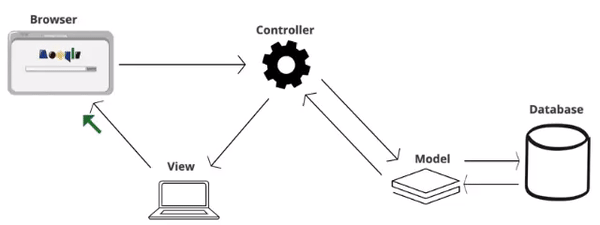 Browser
Controller
Database
Model
View